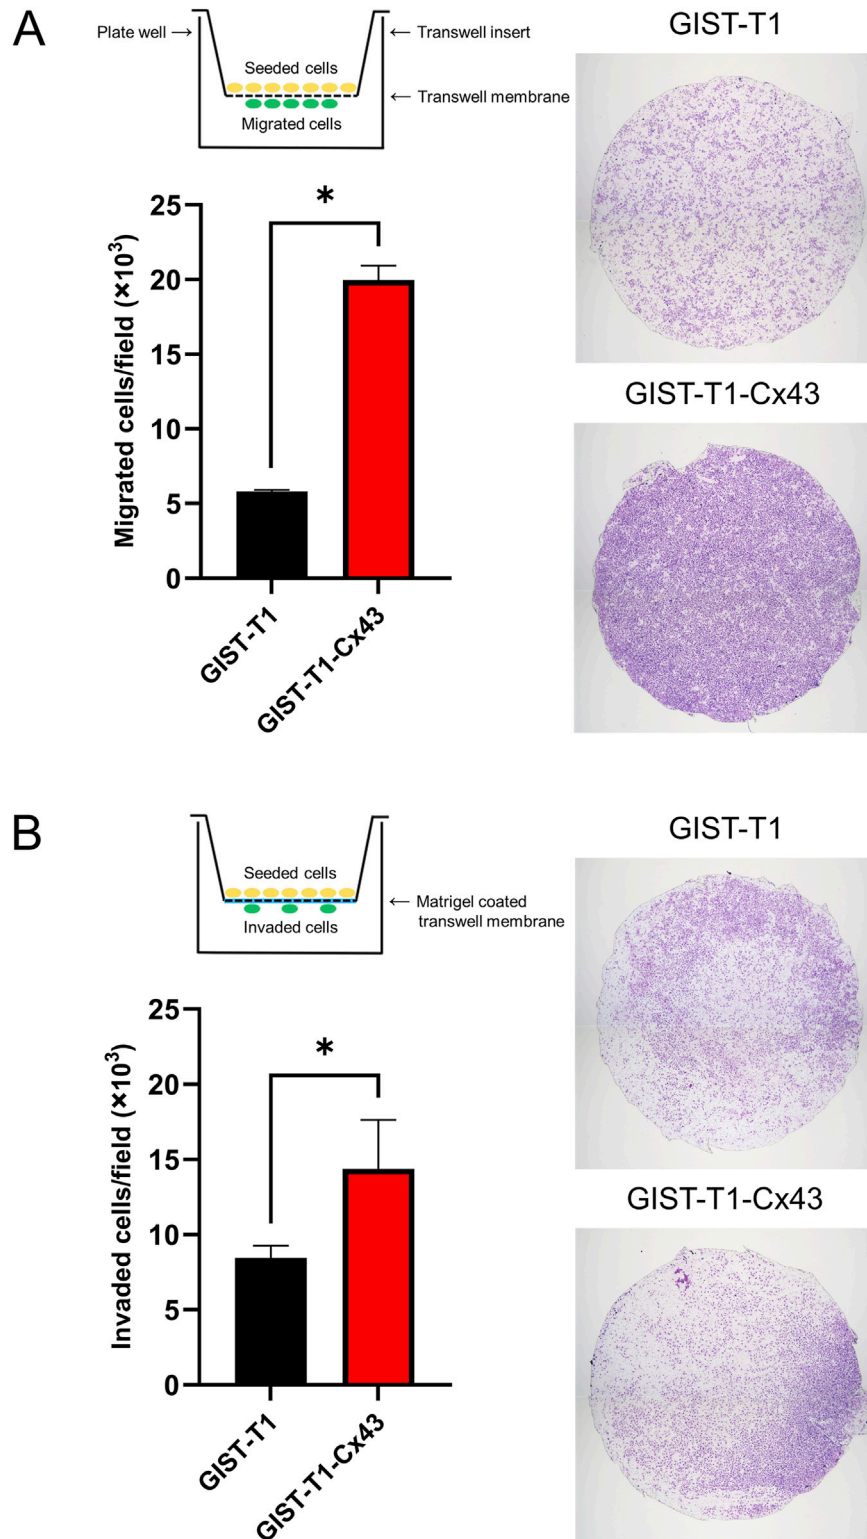 A
Plate well →
← Transwell insert
Seeded cells
← Transwell membrane
Migrated cells
GIST-T1
Migrated cells/field (×10³)
25
20
15
10
5
0
*
GIST-T1
GIST-T1-Cx43
GIST-T1-Cx43
B
Seeded cells
← Matrigel coated
transwell membrane
Invaded cells
GIST-T1
Invaded cells/field (×10³)
25
20
15
10
5
0
*
GIST-T1
GIST-T1-Cx43
GIST-T1-Cx43